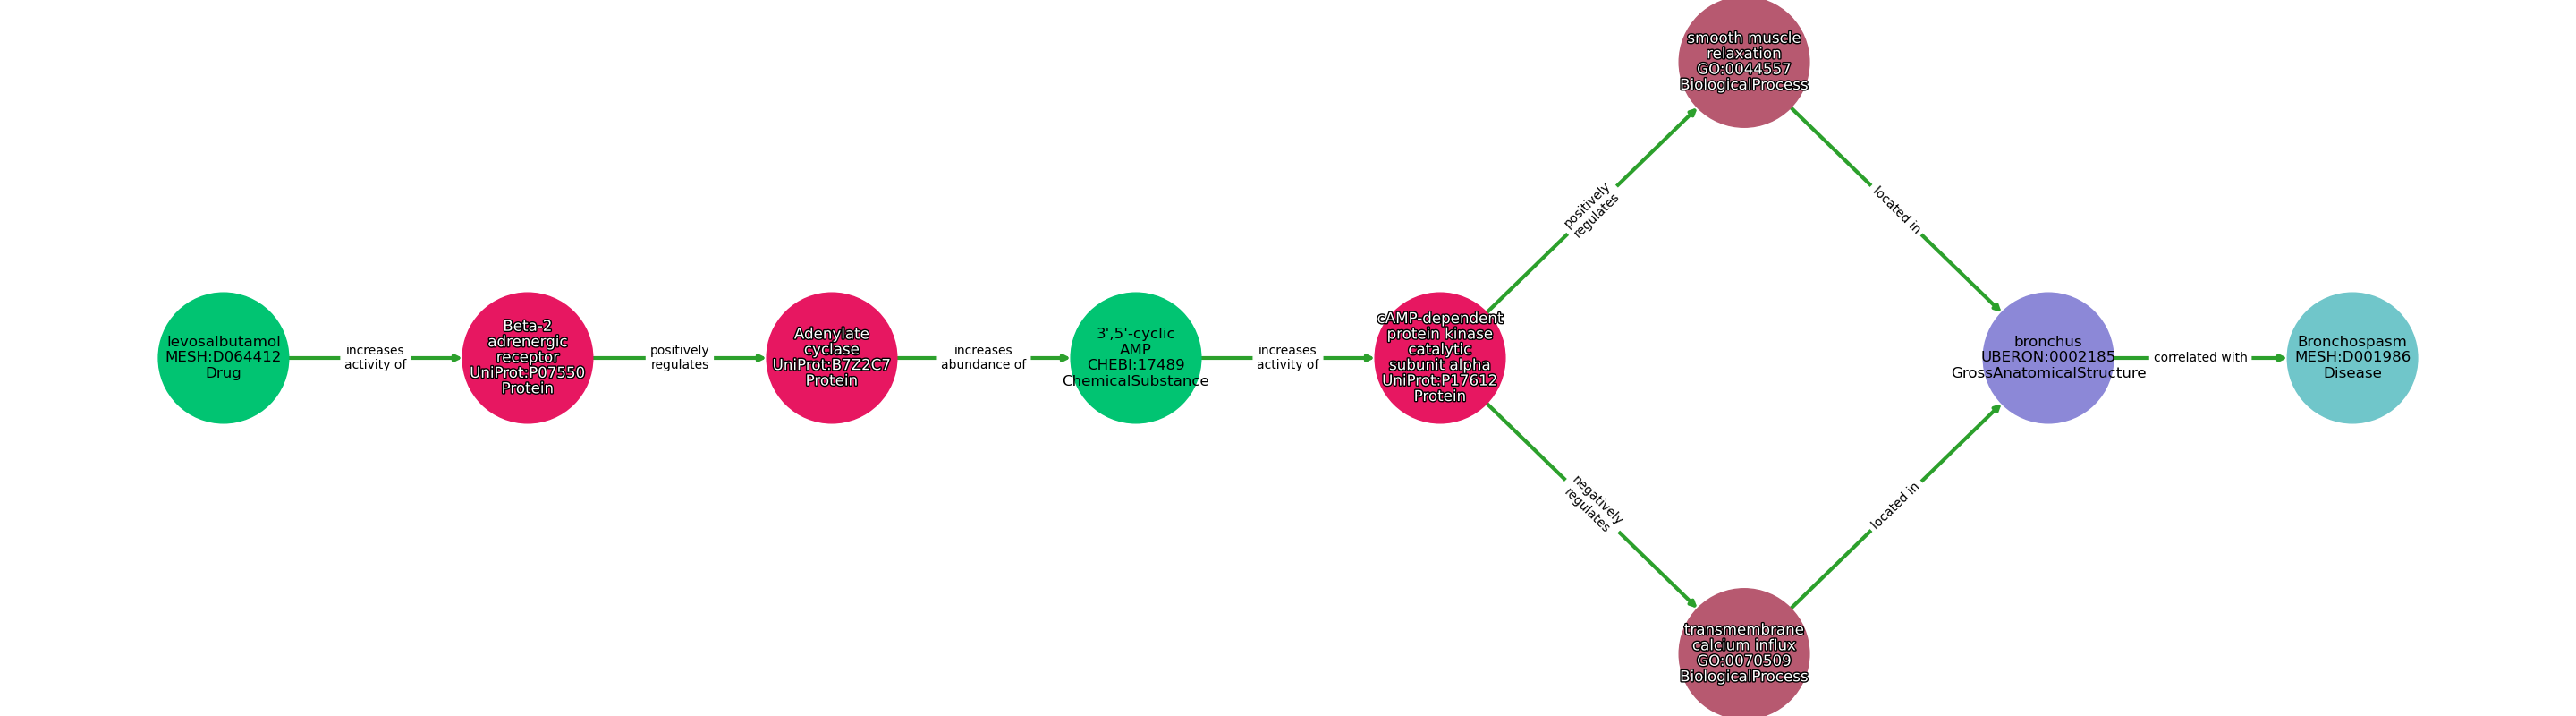 levosalbutamol
MESH:D064412
Drug
increases
activity of
Beta-2
adrenergic
receptor
UniProt:P07550
Protein
positively
regulates
Adenylate
cyclase
UniProt:B7Z2C7
Protein
increases
abundance of
3',5'-cyclic
AMP
CHEBI:17489
ChemicalSubstance
increases
activity of
cAMP-dependent
protein kinase
catalytic
subunit alpha
UniProt:P17612
Protein
positively
regulates
smooth muscle
relaxation
GO:0044557
BiologicalProcess
located in
negatively
regulates
transmembrane
calcium influx
GO:0070509
BiologicalProcess
located in
bronchus
UBERON:0002185
GrossAnatomicalStructure
correlated with
Bronchospasm
MESH:D001986
Disease